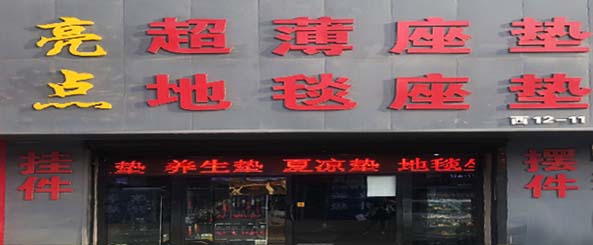 亮超薄座垫
点地毯座垫
西12-11
垫 养生垫 夏凉垫 地毯
挂件
摆件